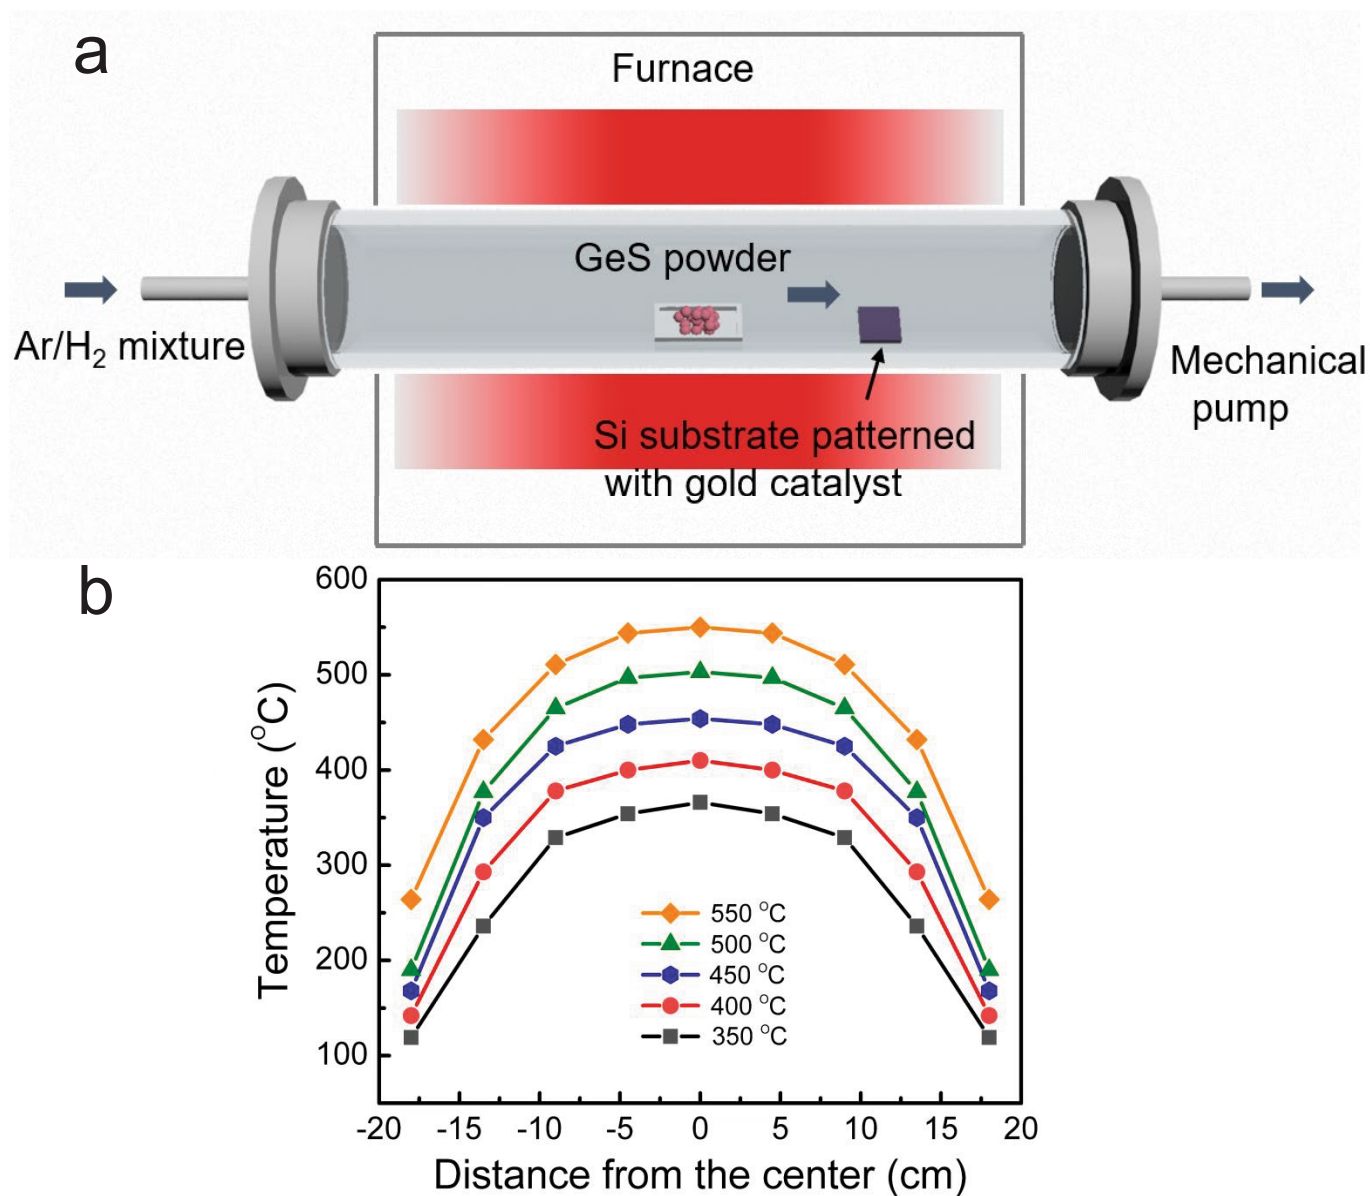 a
Furnace
GeS powder
Ar/H₂ mixture
Mechanical
pump
Si substrate patterned
with gold catalyst
b
600
500
400
300
200
100
Temperature (°C)
550 °C
500 °C
450 °C
400 °C
350 °C
-20 -15 -10 -5 0 5 10 15 20
Distance from the center (cm)